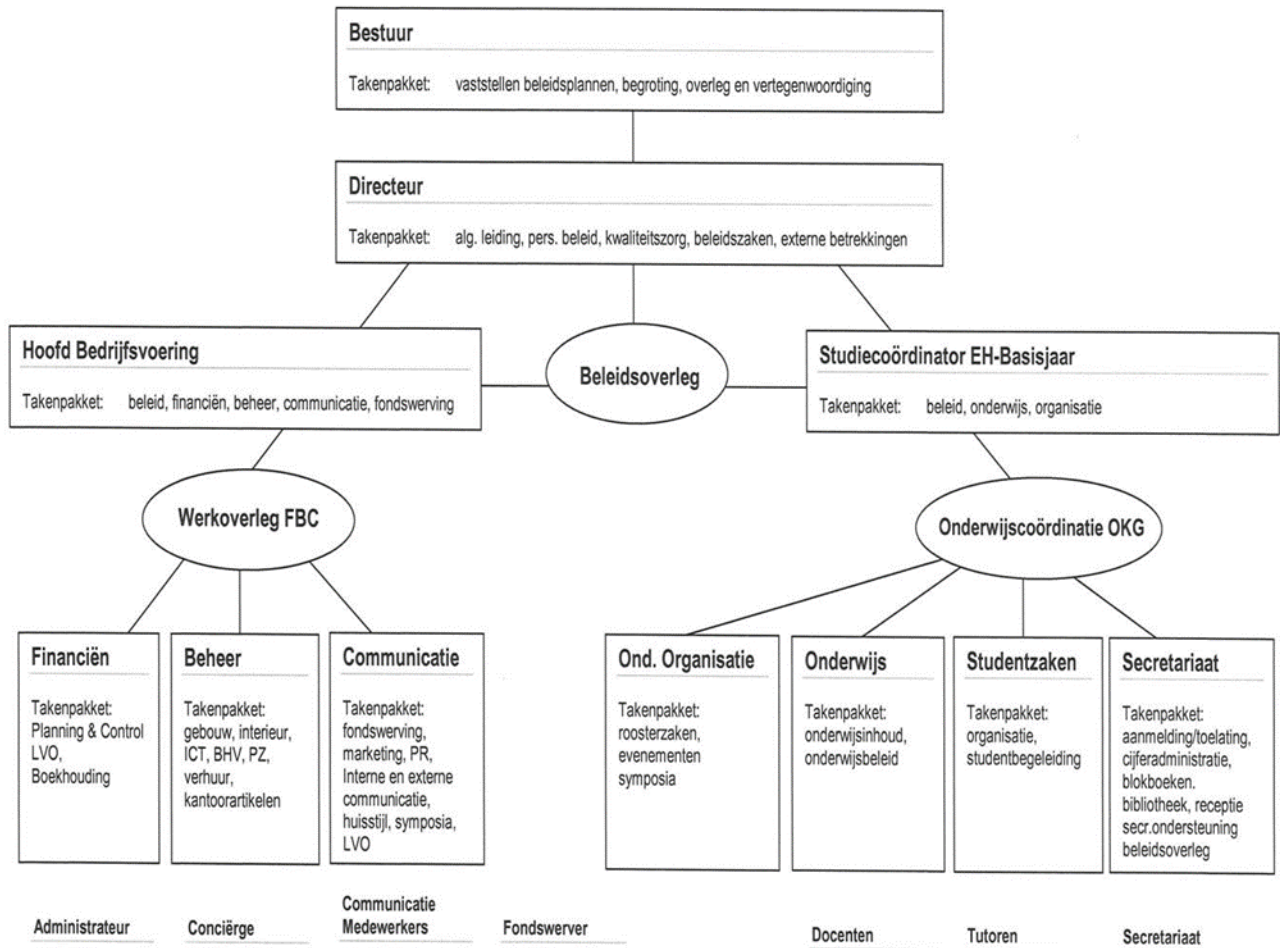 Bestuur
Takenpakket: vaststellen beleidsplannen, begroting, overleg en vertegenwoordiging
Directeur
Takenpakket: alg. leiding, pers. beleid, kwaliteitszorg, beleidszaken, externe betrekkingen
Hoofd Bedrijfsvoering
Takenpakket: beleid, financiën, beheer, communicatie, fondswerving
Beleidsoverleg
Studiecoördinator EH-Basisjaar
Takenpakket: beleid, onderwijs, organisatie
Werkoverleg FBC
Onderwijscoördinatie OKG
Financiën
Takenpakket:
Planning & Control
LVO,
Boekhouding
Beheer
Takenpakket:
gebouw, interieur,
ICT, BHV, PZ,
verhuur,
kantoorartikelen
Communicatie
Takenpakket:
fondswerving,
marketing, PR,
Interne en externe
communicatie,
huisstijl, symposia,
LVO
Ond. Organisatie
Takenpakket:
roosterzaken,
evenementen
symposia
Onderwijs
Takenpakket:
onderwijsinhoud,
onderwijsbeleid
Studentzaken
Takenpakket:
organisatie,
studentbegeleiding
Secretariaat
Takenpakket:
aanmelding/toelating,
cijferadministratie,
blokboeken.
bibliotheek, receptie
secr.ondersteuning
beleidsoverleg
Administrateur
Conciërge
Communicatie
Medewerkers
Fondswerver
Docenten
Tutoren
Secretariaat